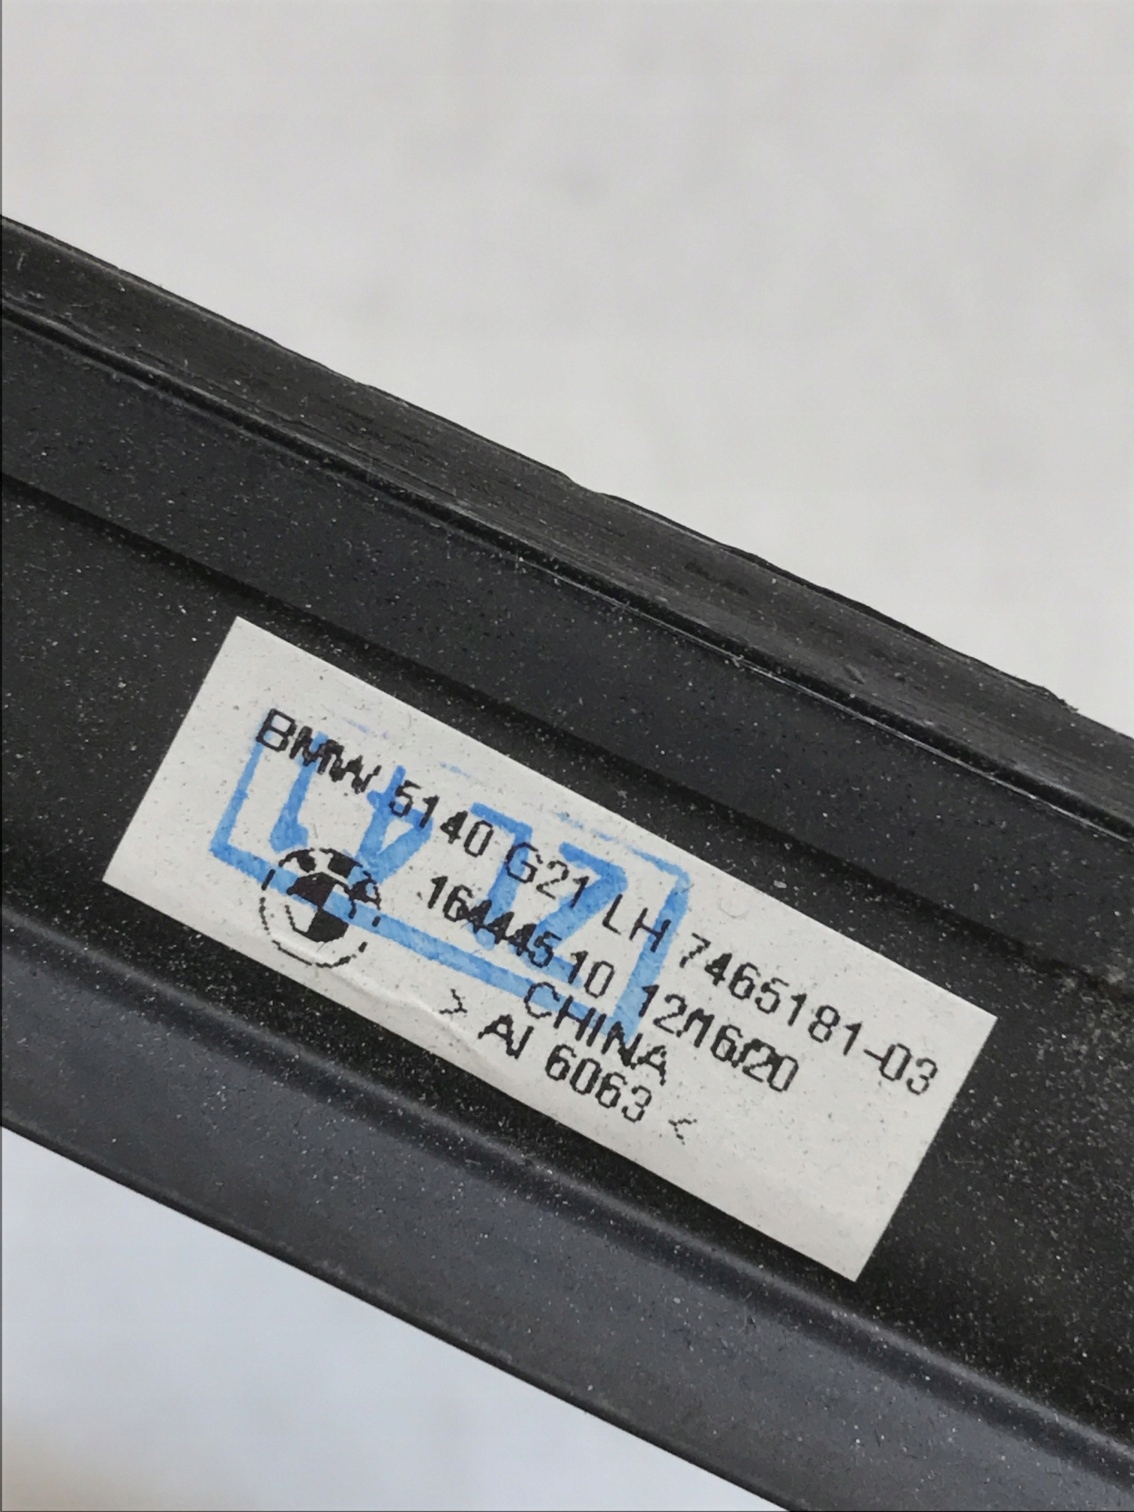 BMW 5140 G21 LH 7465181-03
16444510 12/16/20
CHINA
> Al 6063 <